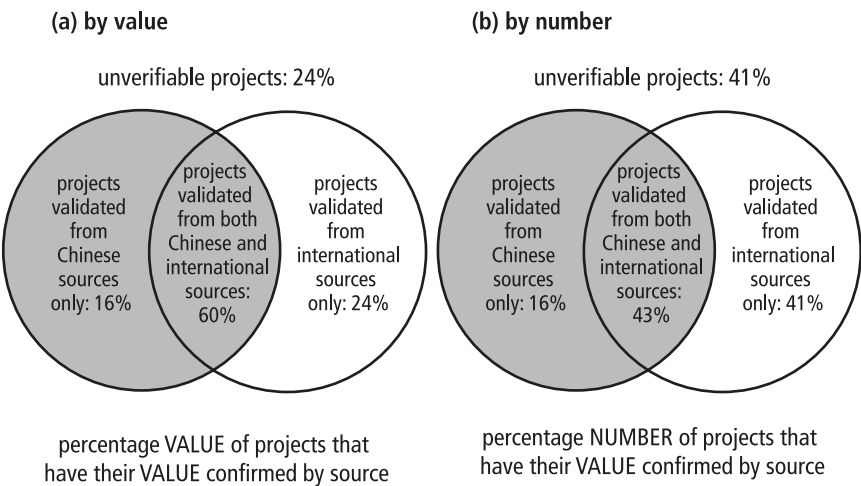 (a) by value
unverifiable projects: 24%
projects
validated
from
Chinese
sources
only: 16%
projects
validated
from both
Chinese and
international
sources:
60%
projects
validated
from
international
sources
only: 24%
percentage VALUE of projects that
have their VALUE confirmed by source
(b) by number
unverifiable projects: 41%
projects
validated
from
Chinese
sources
only: 16%
projects
validated
from both
Chinese and
international
sources:
43%
projects
validated
from
international
sources
only: 41%
percentage NUMBER of projects that
have their VALUE confirmed by source